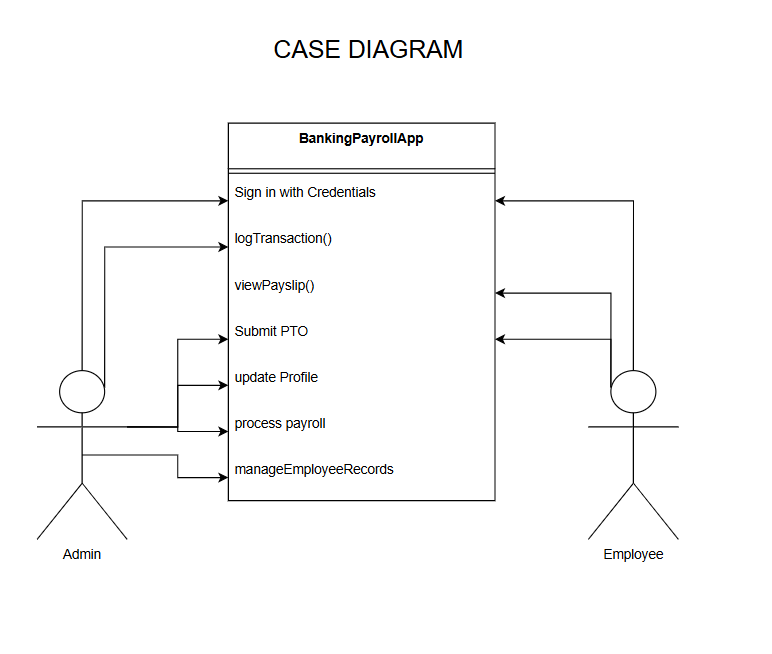 CASE DIAGRAM
BankingPayrollApp
Sign in with Credentials
logTransaction()
viewPayslip()
Submit PTO
update Profile
process payroll
manageEmployeeRecords
Admin
Employee